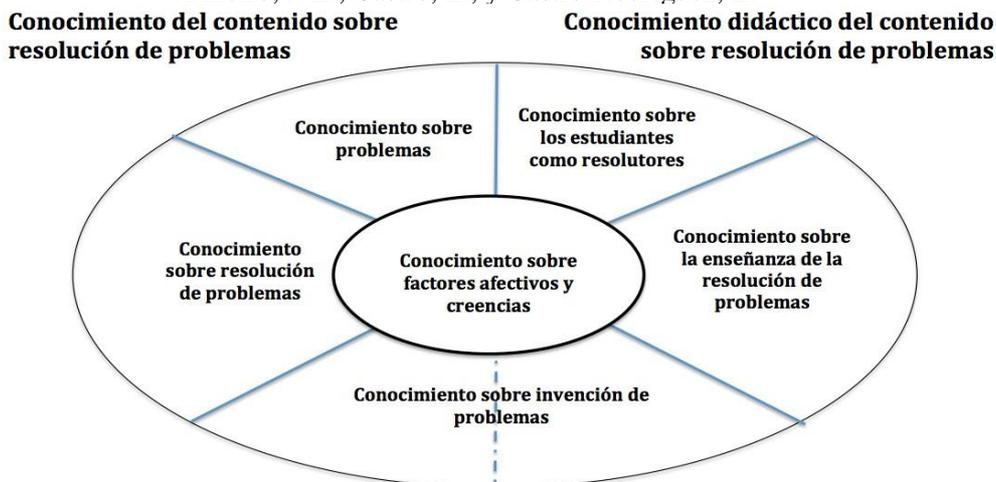 Conocimiento del contenido sobre
resolución de problemas
Conocimiento didáctico del contenido
sobre resolución de problemas
Conocimiento sobre
problemas
Conocimiento sobre
los estudiantes
como resolutores
Conocimiento
sobre resolución
de problemas
Conocimiento sobre
factores afectivos y
creencias
Conocimiento sobre
la enseñanza de la
resolución de
problemas
Conocimiento sobre invención de
problemas